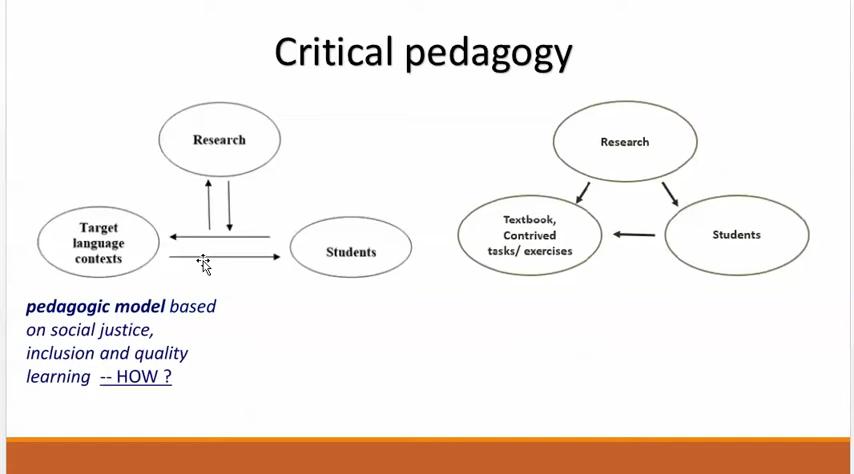 Critical pedagogy
Research
Target
language
contexts
Students
pedagogic model based
on social justice,
inclusion and quality
learning -- HOW ?
Research
Textbook,
Contrived
tasks/ exercises
Students